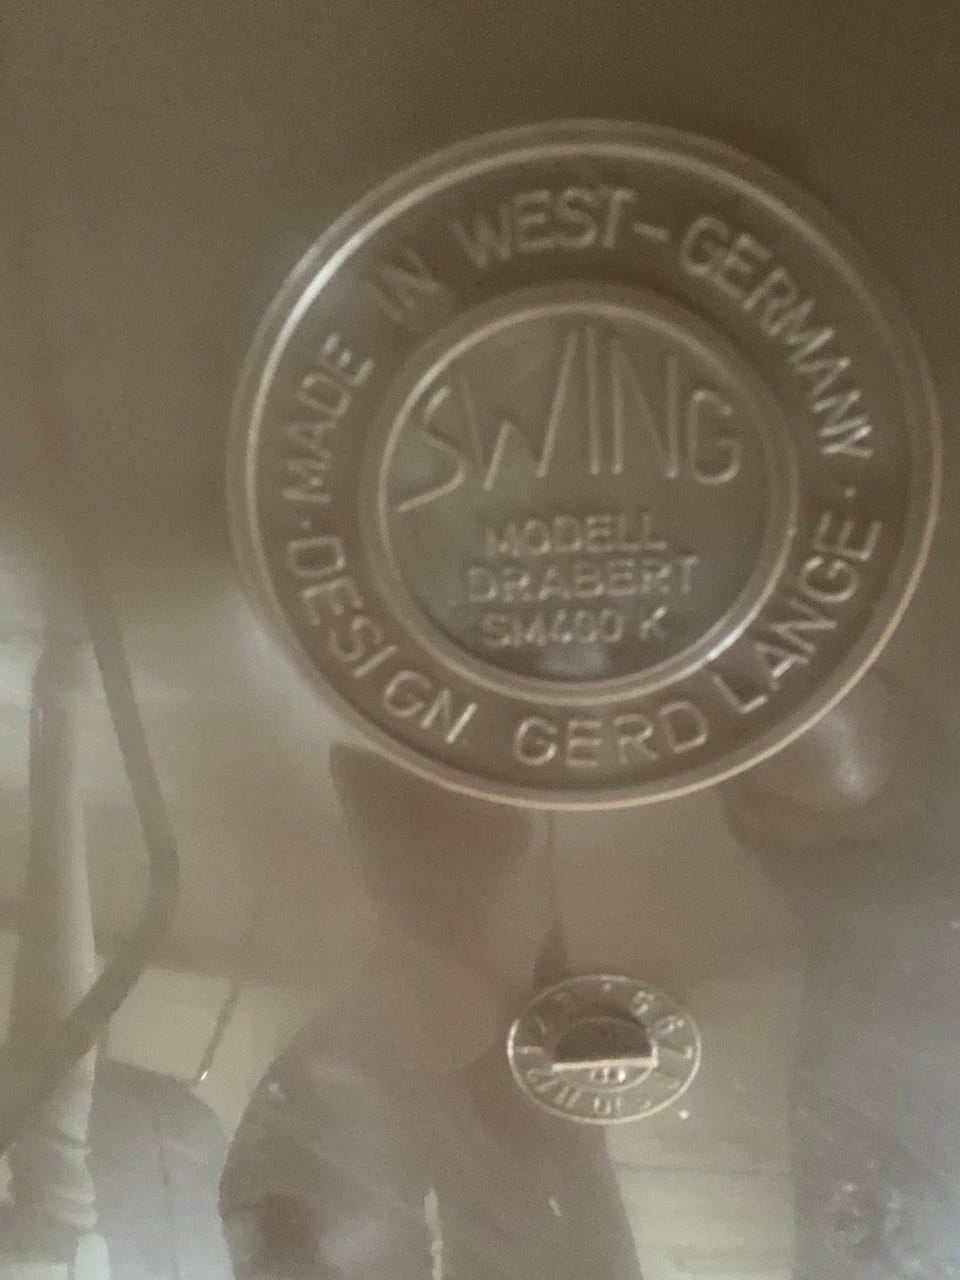 · MADE IN WEST-GERMANY ·
SWING
MODELL
DRABERT
SM400 K
DESIGN GERD LANGE